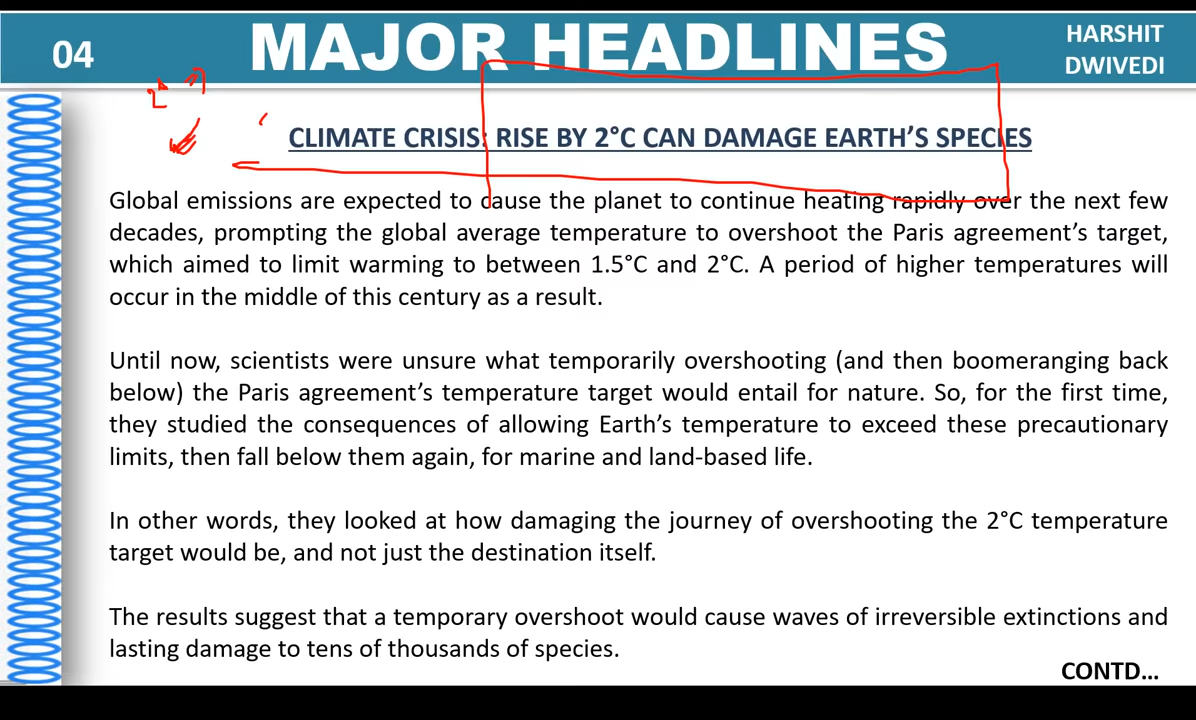 04
MAJOR HEADLINES
HARSHIT
DWIVEDI
CLIMATE CRISIS: RISE BY 2°C CAN DAMAGE EARTH'S SPECIES
Global emissions are expected to cause the planet to continue heating rapidly over the next few
decades, prompting the global average temperature to overshoot the Paris agreement's target,
which aimed to limit warming to between 1.5°C and 2°C. A period of higher temperatures will
occur in the middle of this century as a result.
Until now, scientists were unsure what temporarily overshooting (and then boomeranging back
below) the Paris agreement's temperature target would entail for nature. So, for the first time,
they studied the consequences of allowing Earth's temperature to exceed these precautionary
limits, then fall below them again, for marine and land-based life.
In other words, they looked at how damaging the journey of overshooting the 2°C temperature
target would be, and not just the destination itself.
The results suggest that a temporary overshoot would cause waves of irreversible extinctions and
lasting damage to tens of thousands of species.
CONTD...